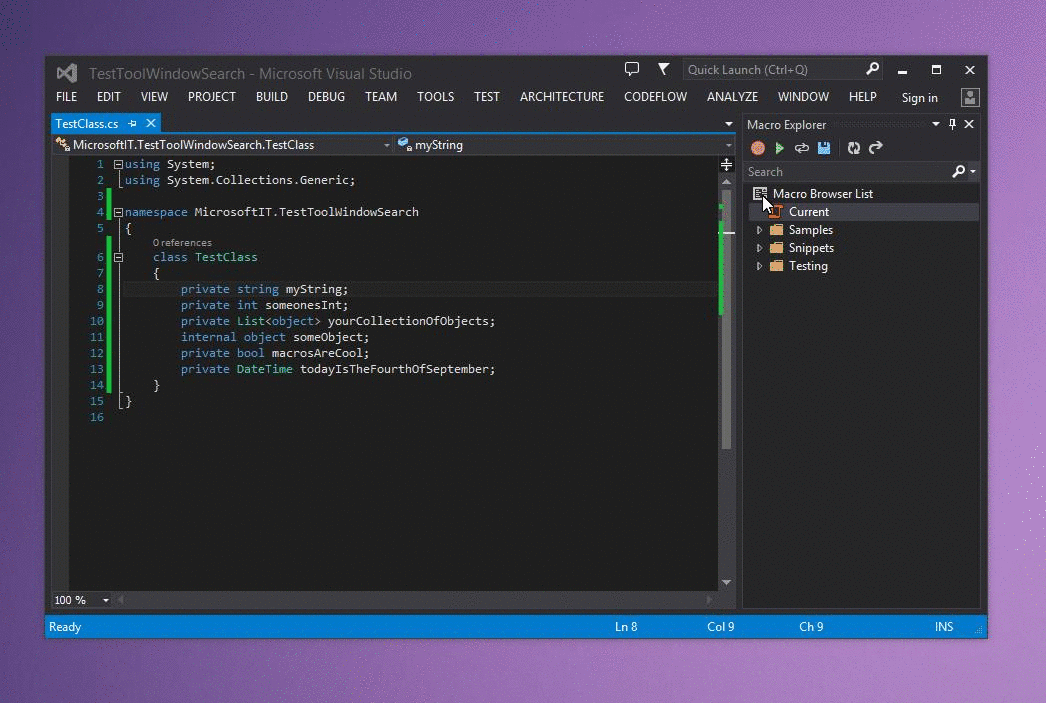 TestToolWindowSearch - Microsoft Visual Studio
Quick Launch (Ctrl+Q)
FILE EDIT VIEW PROJECT BUILD DEBUG TEAM TOOLS TEST ARCHITECTURE CODEFLOW ANALYZE WINDOW HELP Sign in
TestClass.cs
MicrosoftIT.TestToolWindowSearch.TestClass
myString
1 using System;
2 using System.Collections.Generic;
3
4 namespace MicrosoftIT.TestToolWindowSearch
5 {
0 references
6 class TestClass
7 {
8 private string myString;
9 private int someonesInt;
10 private List<object> yourCollectionOfObjects;
11 internal object someObject;
12 private bool macrosAreCool;
13 private DateTime todayIsTheFourthOfSeptember;
14 }
15 }
16
100 %
Macro Explorer
Search
Macro Browser List
Current
Samples
Snippets
Testing
Ready Ln 8 Col 9 Ch 9 INS